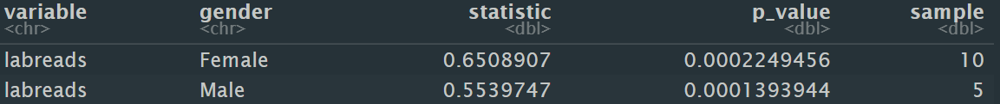 variable gender statistic p_value sample
<chr> <chr> <dbl> <dbl> <dbl>
labreads Female 0.6508907 0.0002249456 10
labreads Male 0.5539747 0.0001393944 5